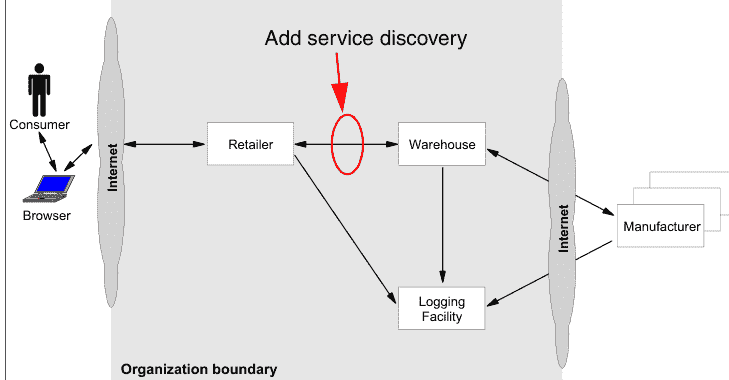 Add service discovery
Consumer
Browser
Internet
Retailer
Warehouse
Internet
Manufacturer
Logging
Facility
Organization boundary